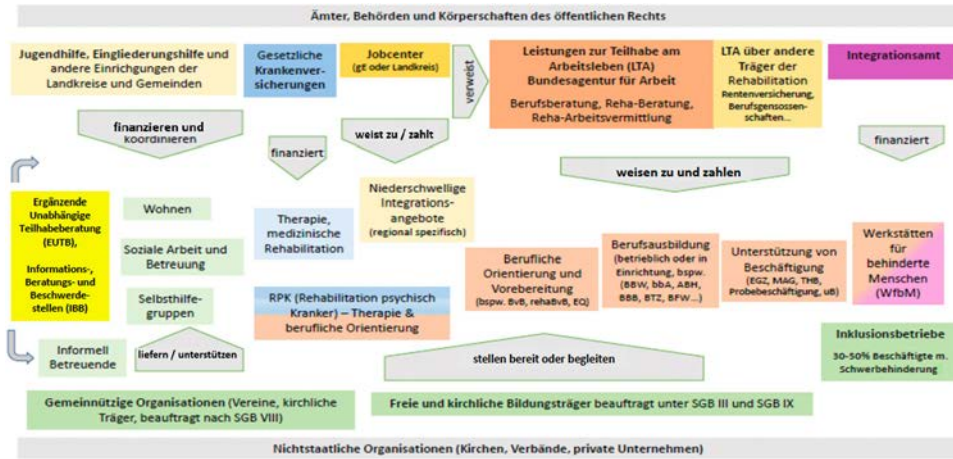 Ämter, Behörden und Körperschaften des öffentlichen Rechts
Jugendhilfe, Eingliederungshilfe und
andere Einrichgungen der
Landkreise und Gemeinden
Gesetzliche
Krankenver-
sicherungen
Jobcenter
(gE oder Landkreis)
verweist
Leistungen zur Teilhabe am
Arbeitsleben (LTA)
Bundesagentur für Arbeit
Berufsberatung, Reha-Beratung,
Reha-Arbeitsvermittlung
LTA über andere
Träger der
Rehabilitation
Rentenversicherung,
Berufsgensossen-
schaften...
Integrationsamt
finanzieren und
koordinieren
finanziert
weist zu / zahlt
weisen zu und zahlen
finanziert
Ergänzende
Unabhängige
Teilhabeberatung
(EUTB),
Informations-,
Beratungs- und
Beschwerde-
stellen (IBB)
Wohnen
Soziale Arbeit und
Betreuung
Selbsthilfe-
gruppen
Informell
Betreuende
liefern / unterstützen
Therapie,
medizinische
Rehabilitation
Niederschwellige
Integrations-
angebote
(regional spezifisch)
RPK (Rehabilitation psychisch
Kranker) – Therapie &
berufliche Orientierung
Berufliche
Orientierung und
Vorebereitung
(bspw. BvB, rehaBvB, EQ)
Berufsausbildung
(betrieblich oder in
Einrichtung, bspw.
(BBW, bbA, ABH,
BBB, BTZ, BFW...)
Unterstützung von
Beschäftigung
(EGZ, MAG, THB,
Probebeschäftigung, uB)
Werkstätten
für
behinderte
Menschen
(WfbM)
stellen bereit oder begleiten
Inklusionsbetriebe
30-50% Beschäftigte m.
Schwerbehinderung
Gemeinnützige Organisationen (Vereine, kirchliche
Träger, beauftragt nach SGB VIII)
Freie und kirchliche Bildungsträger beauftragt unter SGB III und SGB IX
Nichtstaatliche Organisationen (Kirchen, Verbände, private Unternehmen)